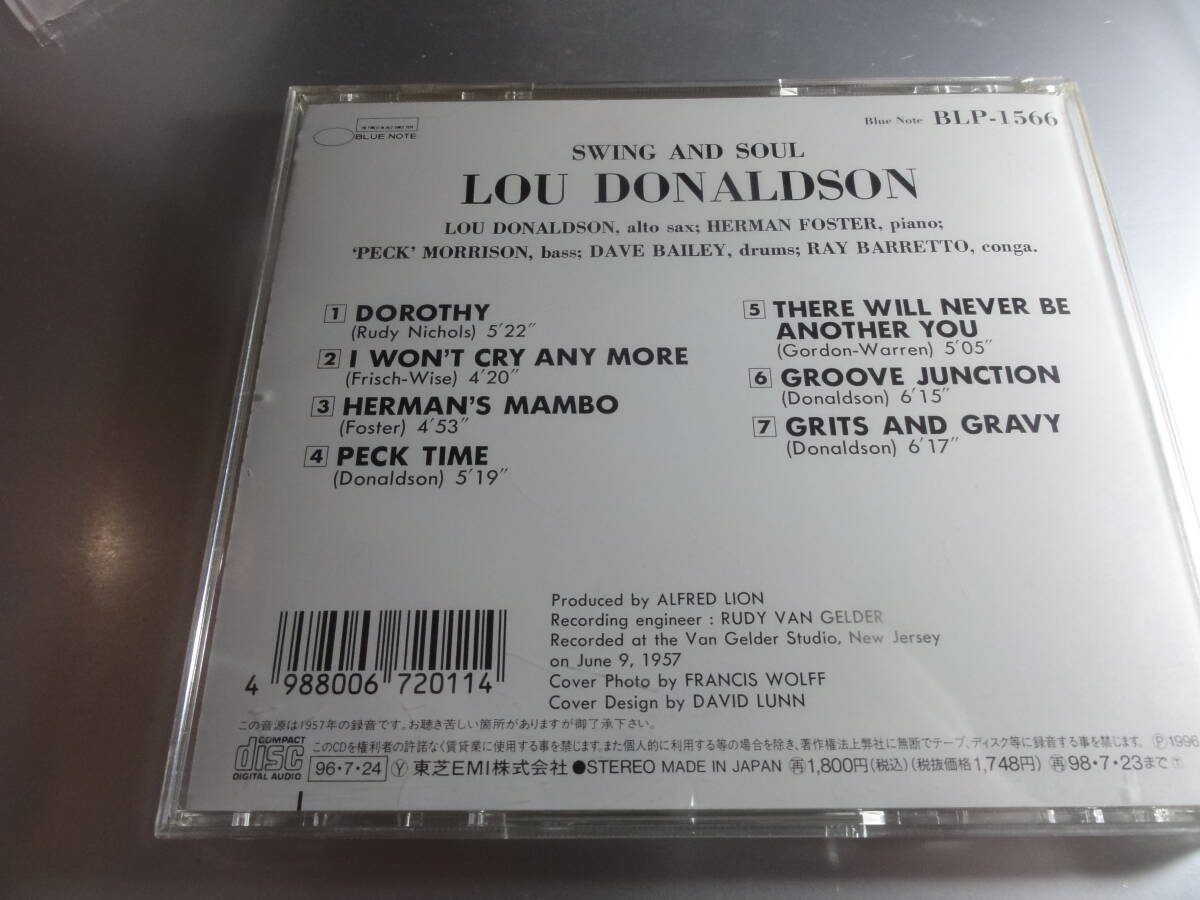 BLUE NOTE
Blue Note BLP-1566
SWING AND SOUL
LOU DONALDSON
LOU DONALDSON, alto sax; HERMAN FOSTER, piano;
'PECK' MORRISON, bass; DAVE BAILEY, drums; RAY BARRETTO, conga.
1 DOROTHY
(Rudy Nichols) 5'22"
2 I WON'T CRY ANY MORE
(Frisch-Wise) 4'20"
3 HERMAN'S MAMBO
(Foster) 4'53"
4 PECK TIME
(Donaldson) 5'19"
5 THERE WILL NEVER BE
ANOTHER YOU
(Gordon-Warren) 5'05"
6 GROOVE JUNCTION
(Donaldson) 6'15"
7 GRITS AND GRAVY
(Donaldson) 6'17"
Produced by ALFRED LION
Recording engineer : RUDY VAN GELDER
Recorded at the Van Gelder Studio, New Jersey
on June 9, 1957
Cover Photo by FRANCIS WOLFF
Cover Design by DAVID LUNN
4 988006 720114
この音源は1957年の録音です。お聴き苦しい箇所がありますが御了承下さい。
COMPACT disc DIGITAL AUDIO
このCDを権利者の許諾なく賃貸業に使用する事を禁じます。また個人的に利用する等の場合を除き、著作権法上弊社に無断でテープ、ディスク等に録音する事を禁じます。 Ⓟ1996
96・7・24 Ⓨ 東芝EMI株式会社 ●STEREO MADE IN JAPAN ㊢1,800円(税込)(税抜価格1,748円) ㊢98・7・23まで